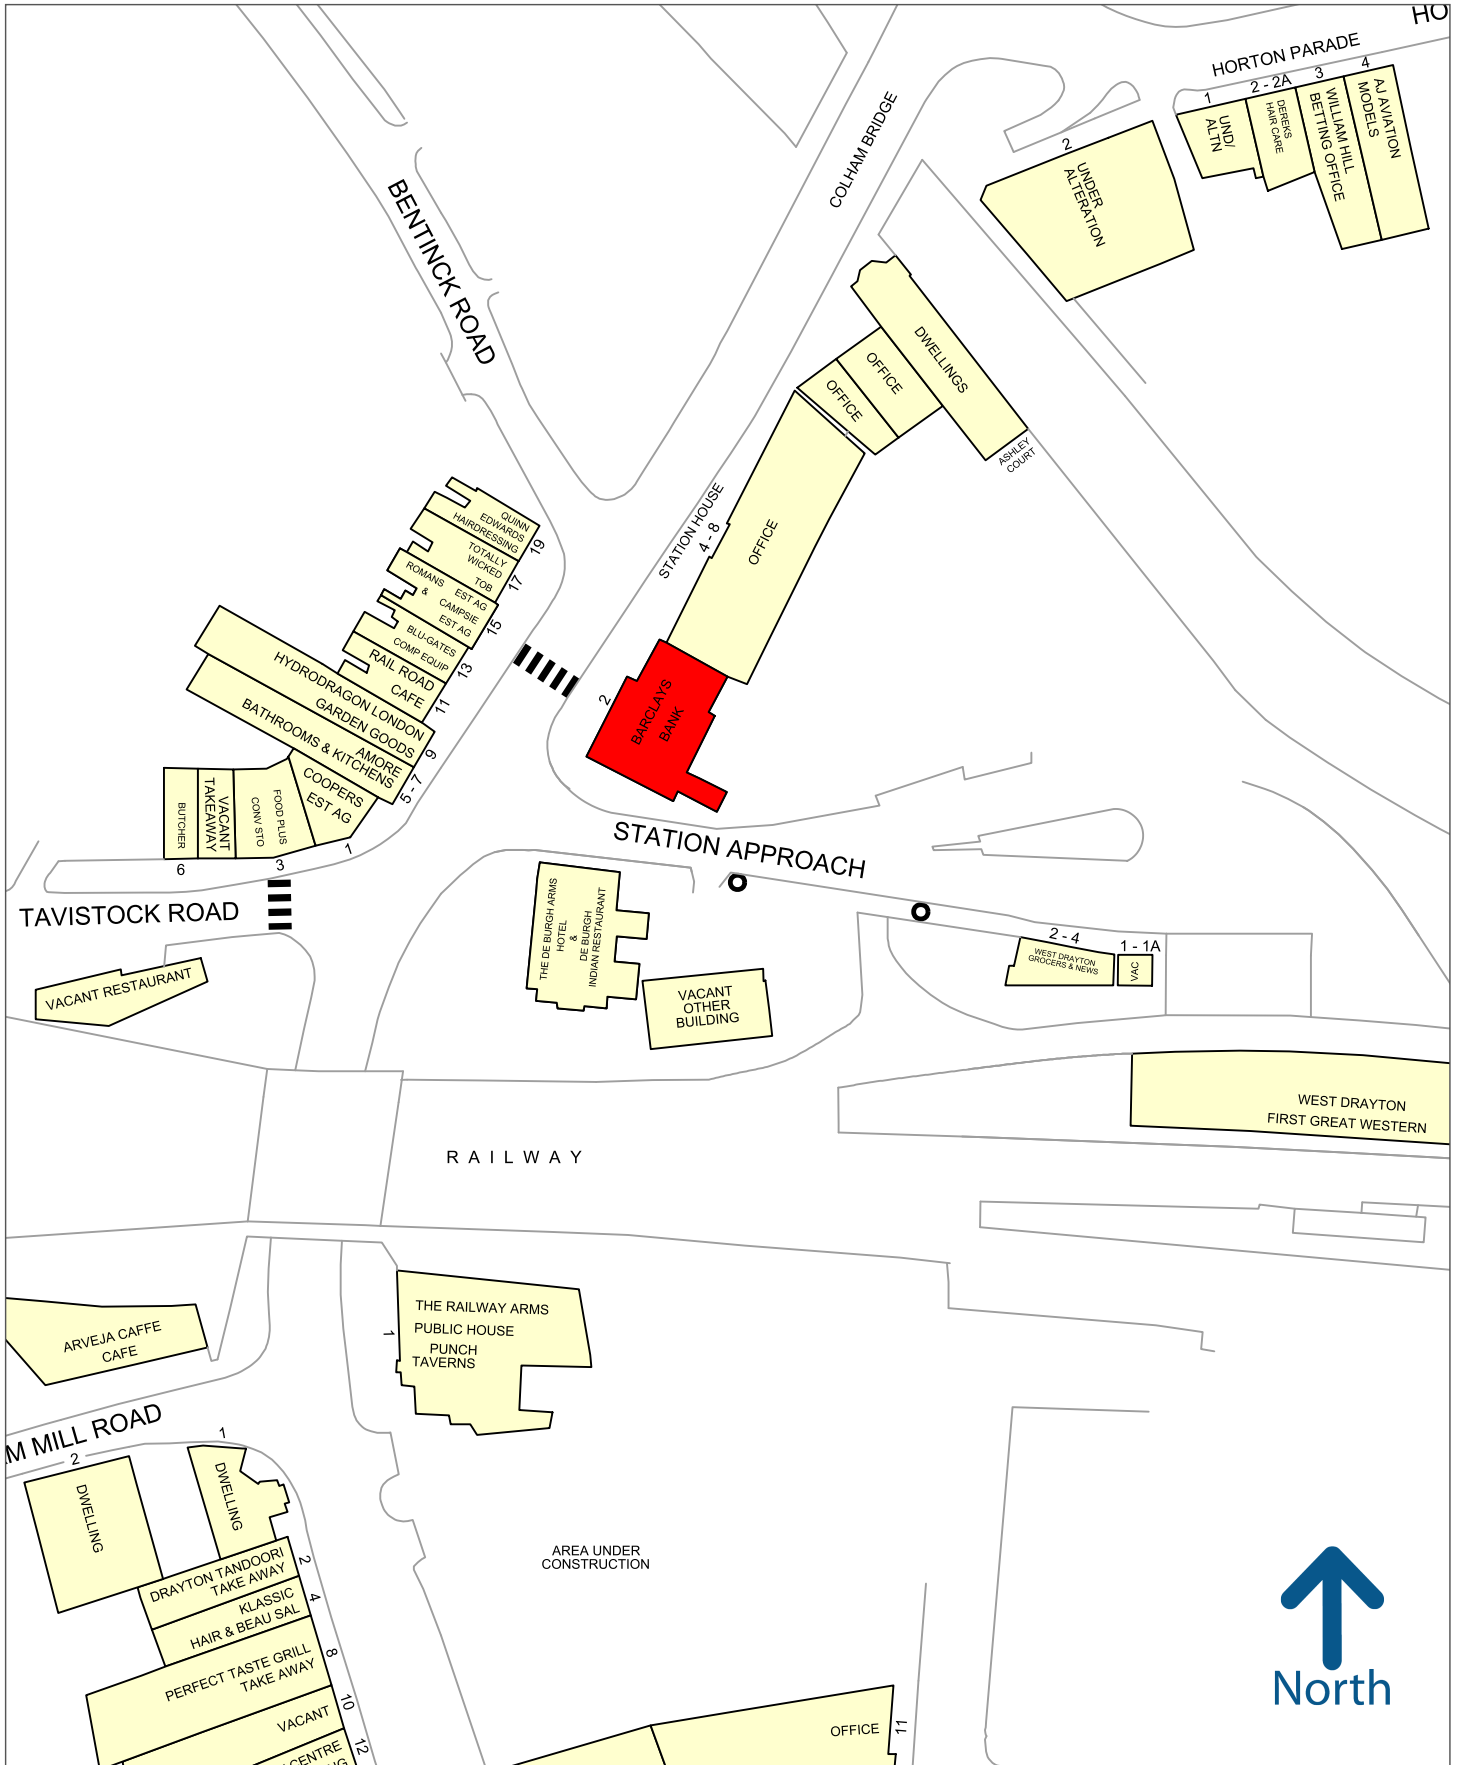 HO
HORTON PARADE
1
2 - 2A
3
4
UND/
ALTN
DEREKS
HAIR CARE
WILLIAM HILL
BETTING OFFICE
AJ AVIATION
MODELS
2
UNDER
ALTERATION
COLHAM BRIDGE
BENTINCK ROAD
DWELLINGS
OFFICE
OFFICE
ASHLEY
COURT
STATION HOUSE
4 - 8
OFFICE
QUINN
EDWARDS
HAIRDRESSING
19
TOTALLY
WICKED
TOB
17
ROMANS
EST AG
&
CAMPSIE
EST AG
15
BLU-GATES
COMP EQUIP
13
RAIL ROAD
CAFE
11
HYDRODRAGON LONDON
GARDEN GOODS
9
AMORE
BATHROOMS & KITCHENS
5 - 7
COOPERS
EST AG
1
FOOD PLUS
CONV STO
3
VACANT
TAKEAWAY
BUTCHER
6
2
BARCLAYS
BANK
STATION APPROACH
TAVISTOCK ROAD
VACANT RESTAURANT
THE DE BURGH ARMS
HOTEL
&
DE BURGH
INDIAN RESTAURANT
VACANT
OTHER
BUILDING
2 - 4
WEST DRAYTON
GROCERS & NEWS
1 - 1A
VAC
WEST DRAYTON
FIRST GREAT WESTERN
RAILWAY
THE RAILWAY ARMS
PUBLIC HOUSE
PUNCH
TAVERNS
1
ARVEJA CAFFE
CAFE
M MILL ROAD
2
DWELLING
1
DWELLING
DRAYTON TANDOORI
TAKE AWAY
2
KLASSIC
HAIR & BEAU SAL
4
PERFECT TASTE GRILL
TAKE AWAY
8
VACANT
10
CENTRE
12
AREA UNDER
CONSTRUCTION
OFFICE
11
North